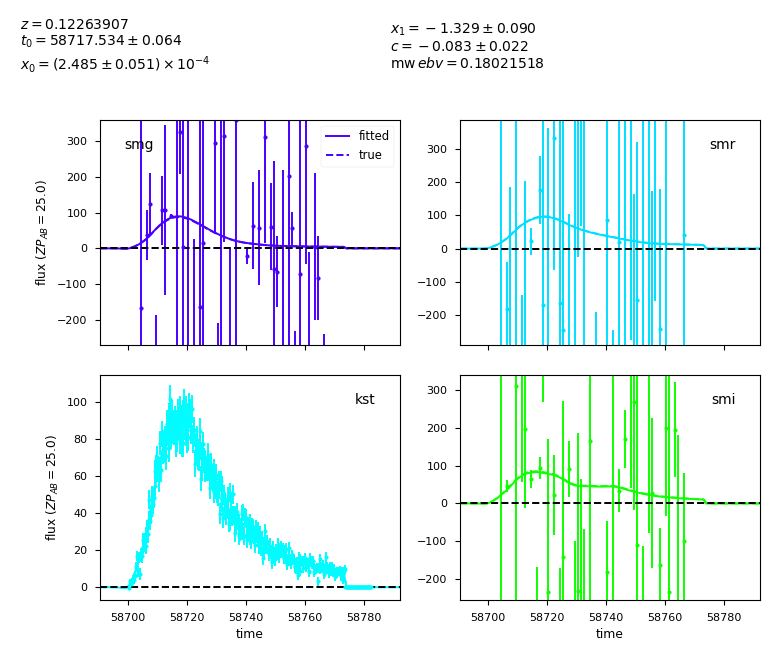 z = 0.12263907
t₀ = 58717.534 ± 0.064
x₀ = (2.485 ± 0.051) × 10⁻⁴
x₁ = −1.329 ± 0.090
c = −0.083 ± 0.022
mw ebv = 0.18021518
smg
fitted
true
300
200
100
0
−100
−200
flux (ZP_AB = 25.0)
smr
300
200
100
0
−100
−200
kst
100
80
60
40
20
0
flux (ZP_AB = 25.0)
58700 58720 58740 58760 58780
time
smi
300
200
100
0
−100
−200
58700 58720 58740 58760 58780
time